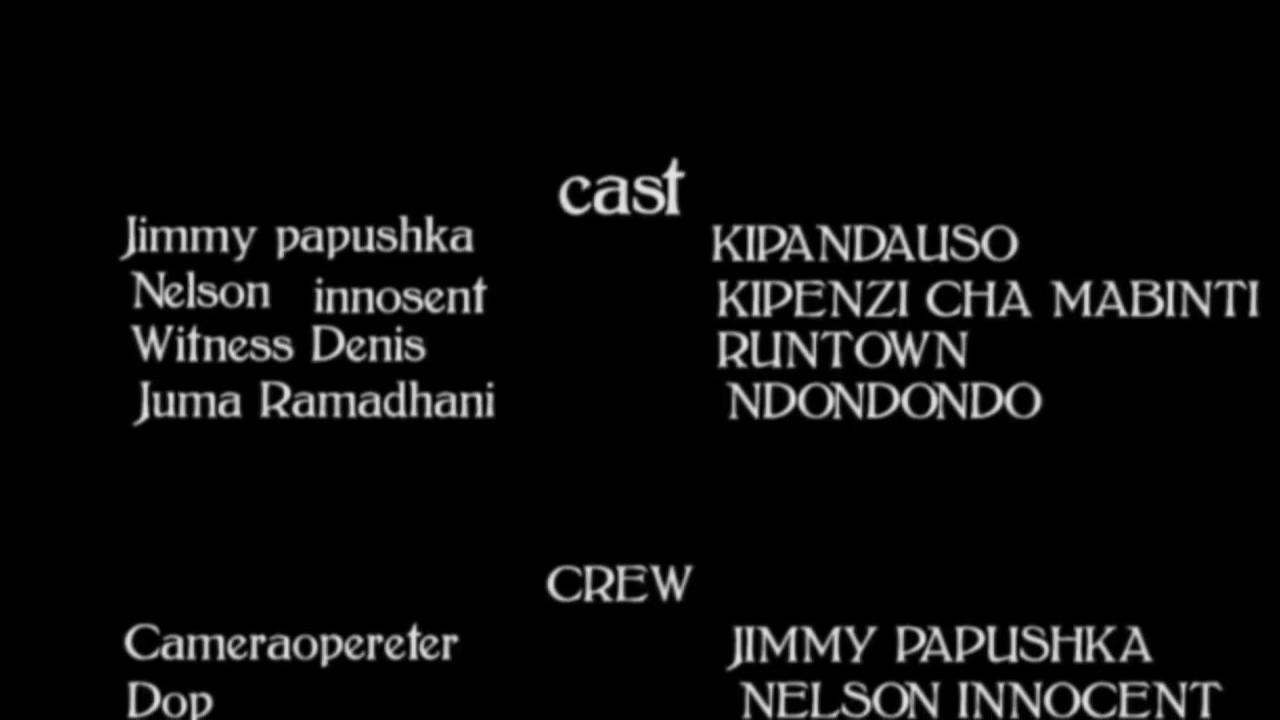 cast
Jimmy papushka KIPANDAUSO
Nelson innosent KIPENZI CHA MABINTI
Witness Denis RUNTOWN
Juma Ramadhani NDONDONDO
CREW
Cameraopereter JIMMY PAPUSHKA
Dop NELSON INNOCENT